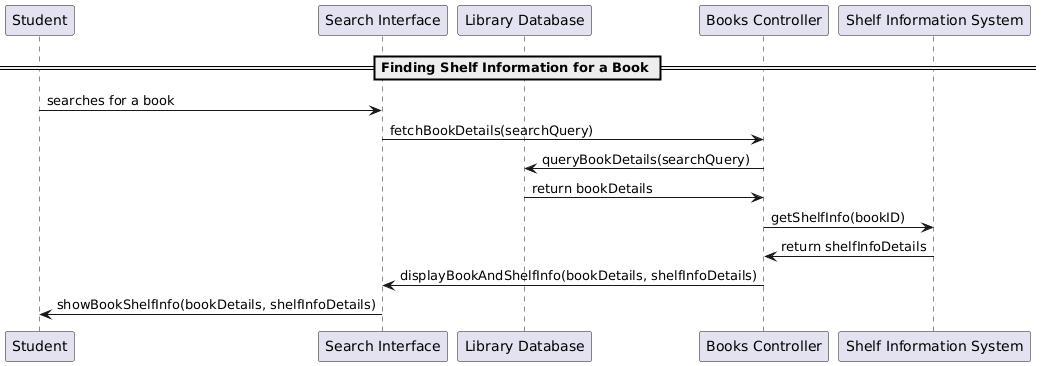 Student
Search Interface
Library Database
Books Controller
Shelf Information System
Finding Shelf Information for a Book
searches for a book
fetchBookDetails(searchQuery)
queryBookDetails(searchQuery)
return bookDetails
getShelfInfo(bookID)
return shelfInfoDetails
displayBookAndShelfInfo(bookDetails, shelfInfoDetails)
showBookShelfInfo(bookDetails, shelfInfoDetails)
Student
Search Interface
Library Database
Books Controller
Shelf Information System